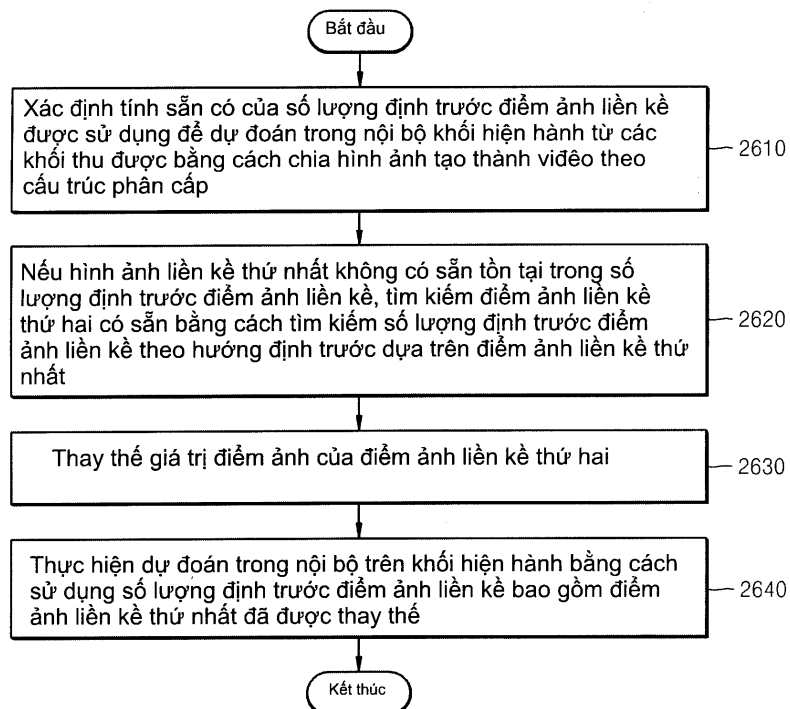 Bắt đầu
Xác định tính sẵn có của số lượng định trước điểm ảnh liền kề
được sử dụng để dự đoán trong nội bộ khối hiện hành từ các
khối thu được bằng cách chia hình ảnh tạo thành viđêo theo
cấu trúc phân cấp
2610
Nếu hình ảnh liền kề thứ nhất không có sẵn tồn tại trong số
lượng định trước điểm ảnh liền kề, tìm kiếm điểm ảnh liền kề
thứ hai có sẵn bằng cách tìm kiếm số lượng định trước điểm
ảnh liền kề theo hướng định trước dựa trên điểm ảnh liền kề thứ
nhất
2620
Thay thế giá trị điểm ảnh của điểm ảnh liền kề thứ hai
2630
Thực hiện dự đoán trong nội bộ trên khối hiện hành bằng cách
sử dụng số lượng định trước điểm ảnh liền kề bao gồm điểm
ảnh liền kề thứ nhất đã được thay thế
2640
Kết thúc